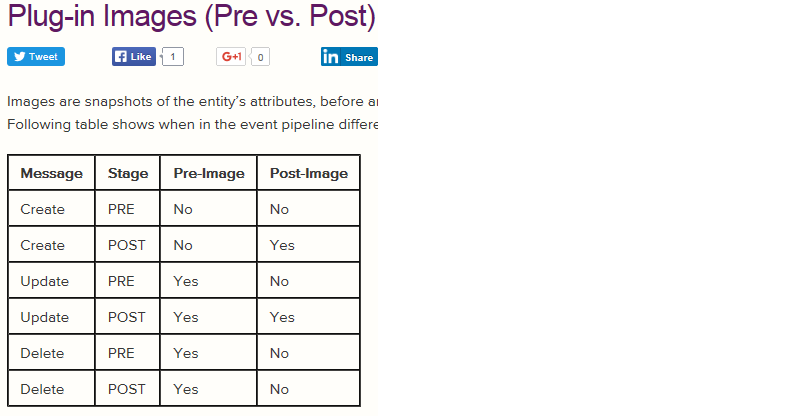 Plug-in Images (Pre vs. Post)
Tweet Like 1 G+1 0 in Share
Images are snapshots of the entity's attributes, before
Following table shows when in the event pipeline
Message Stage Pre-Image Post-Image
Create PRE No No
Create POST No Yes
Update PRE Yes No
Update POST Yes Yes
Delete PRE Yes No
Delete POST Yes No